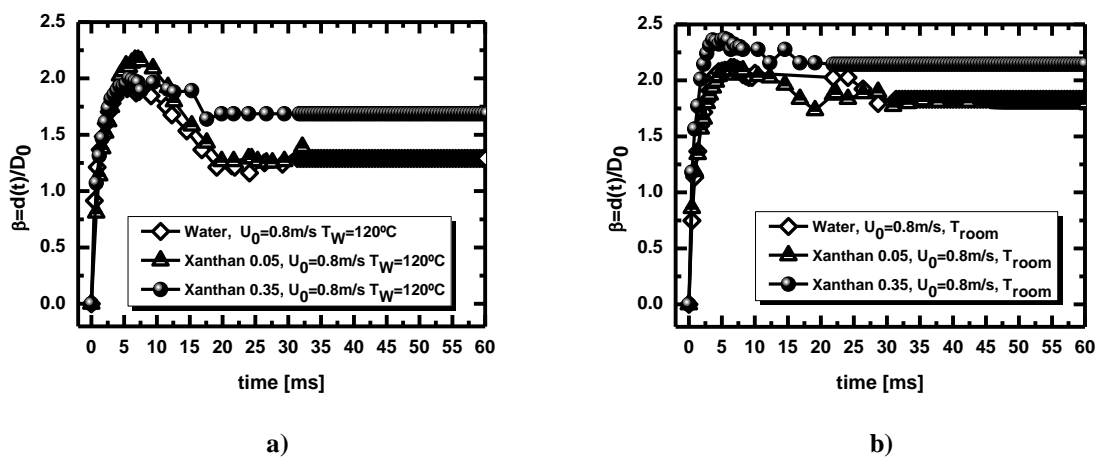 2.5
2.0
1.5
1.0
0.5
0.0
β=d(t)/D0
Water, U0=0.8m/s TW=120ºC
Xanthan 0.05, U0=0.8m/s TW=120ºC
Xanthan 0.35, U0=0.8m/s TW=120ºC
0 5 10 15 20 25 30 35 40 45 50 55 60
time [ms]
a)
2.5
2.0
1.5
1.0
0.5
0.0
β=d(t)/D0
Water, U0=0.8m/s, Troom
Xanthan 0.05, U0=0.8m/s, Troom
Xanthan 0.35, U0=0.8m/s, Troom
0 5 10 15 20 25 30 35 40 45 50 55 60
time [ms]
b)